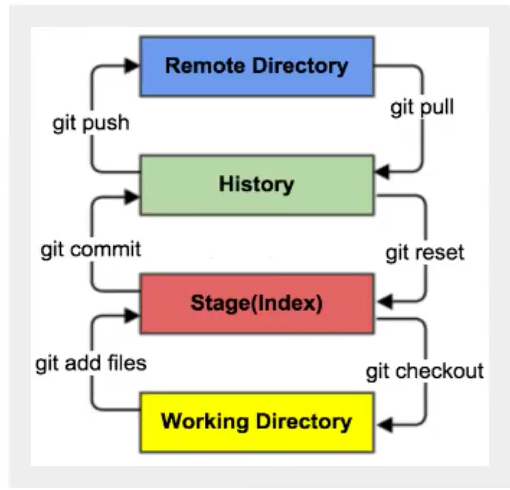 Remote Directory
git push
git pull
History
git commit
git reset
Stage(Index)
git add files
git checkout
Working Directory